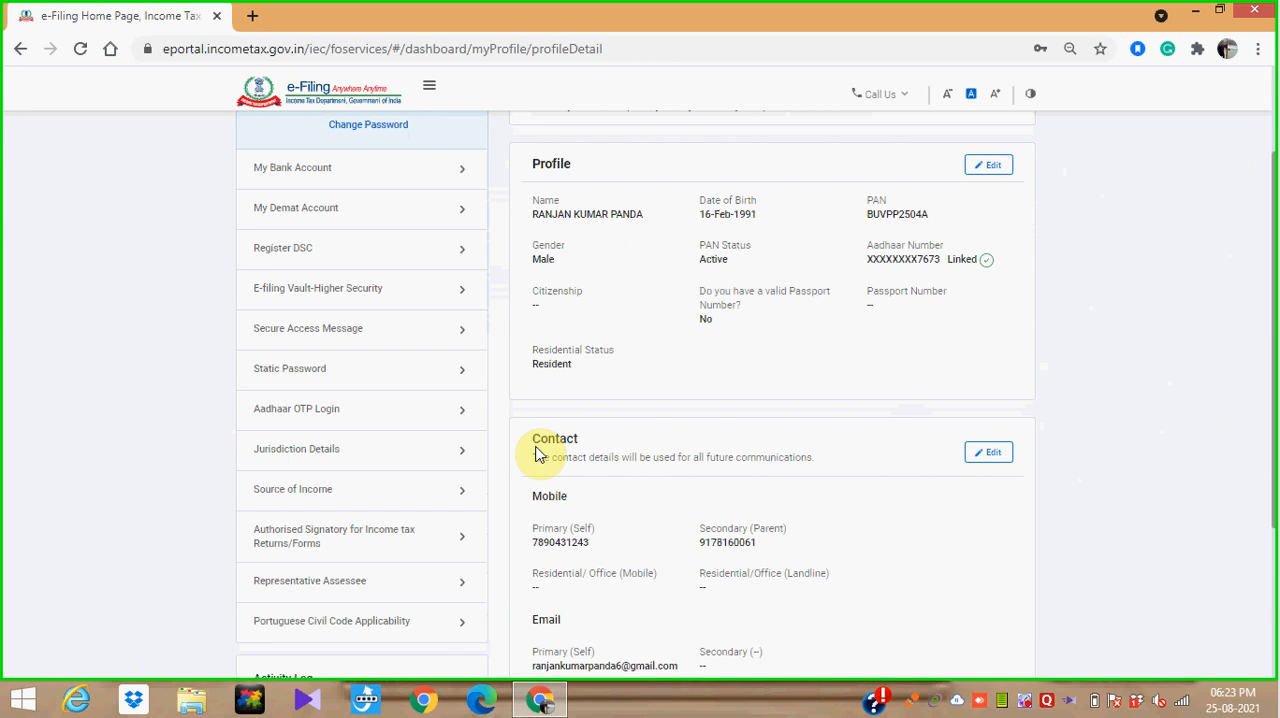 e-Filing Home Page, Income Tax
eportal.incometax.gov.in/iec/foservices/#/dashboard/myProfile/profileDetail
e-Filing Anywhere Anytime
Income Tax Department, Government of India
Call Us
A-
A
A+
Change Password
My Bank Account
My Demat Account
Register DSC
E-filing Vault-Higher Security
Secure Access Message
Static Password
Aadhaar OTP Login
Jurisdiction Details
Source of Income
Authorised Signatory for Income tax
Returns/Forms
Representative Assessee
Portuguese Civil Code Applicability
Profile
Edit
Name
Date of Birth
PAN
RANJAN KUMAR PANDA
16-Feb-1991
BUVPP2504A
Gender
PAN Status
Aadhaar Number
Male
Active
XXXXXXXX7673 Linked
Citizenship
Do you have a valid Passport
Number?
Passport Number
--
No
--
Residential Status
Resident
Contact
contact details will be used for all future communications.
Edit
Mobile
Primary (Self)
Secondary (Parent)
7890431243
9178160061
Residential/ Office (Mobile)
Residential/Office (Landline)
--
--
Email
Primary (Self)
Secondary (--)
ranjankumarpanda6@gmail.com
--
06:23 PM
25-08-2021